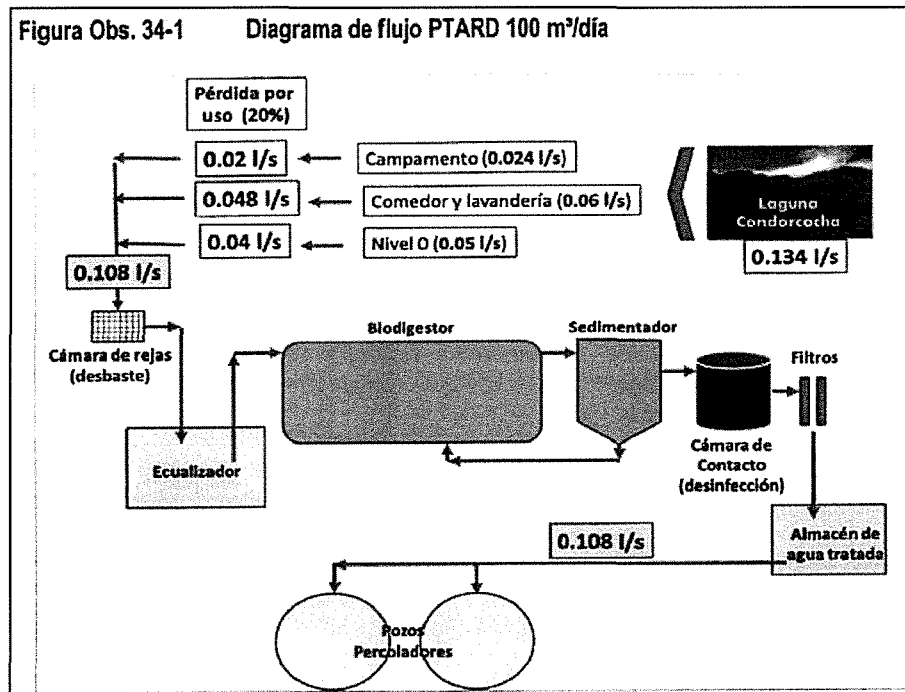 Figura Obs. 34-1 Diagrama de flujo PTARD 100 m³/día
Pérdida por
uso (20%)
0.02 l/s
Campamento (0.024 l/s)
0.048 l/s
Comedor y lavandería (0.06 l/s)
0.04 l/s
Nivel 0 (0.05 l/s)
Laguna
Condorcocha
0.134 l/s
0.108 l/s
Cámara de rejas
(desbaste)
Biodigestor
Sedimentador
Filtros
Ecualizador
Cámara de
Contacto
(desinfección)
0.108 l/s
Almacén de
agua tratada
Pozos
Percoladores